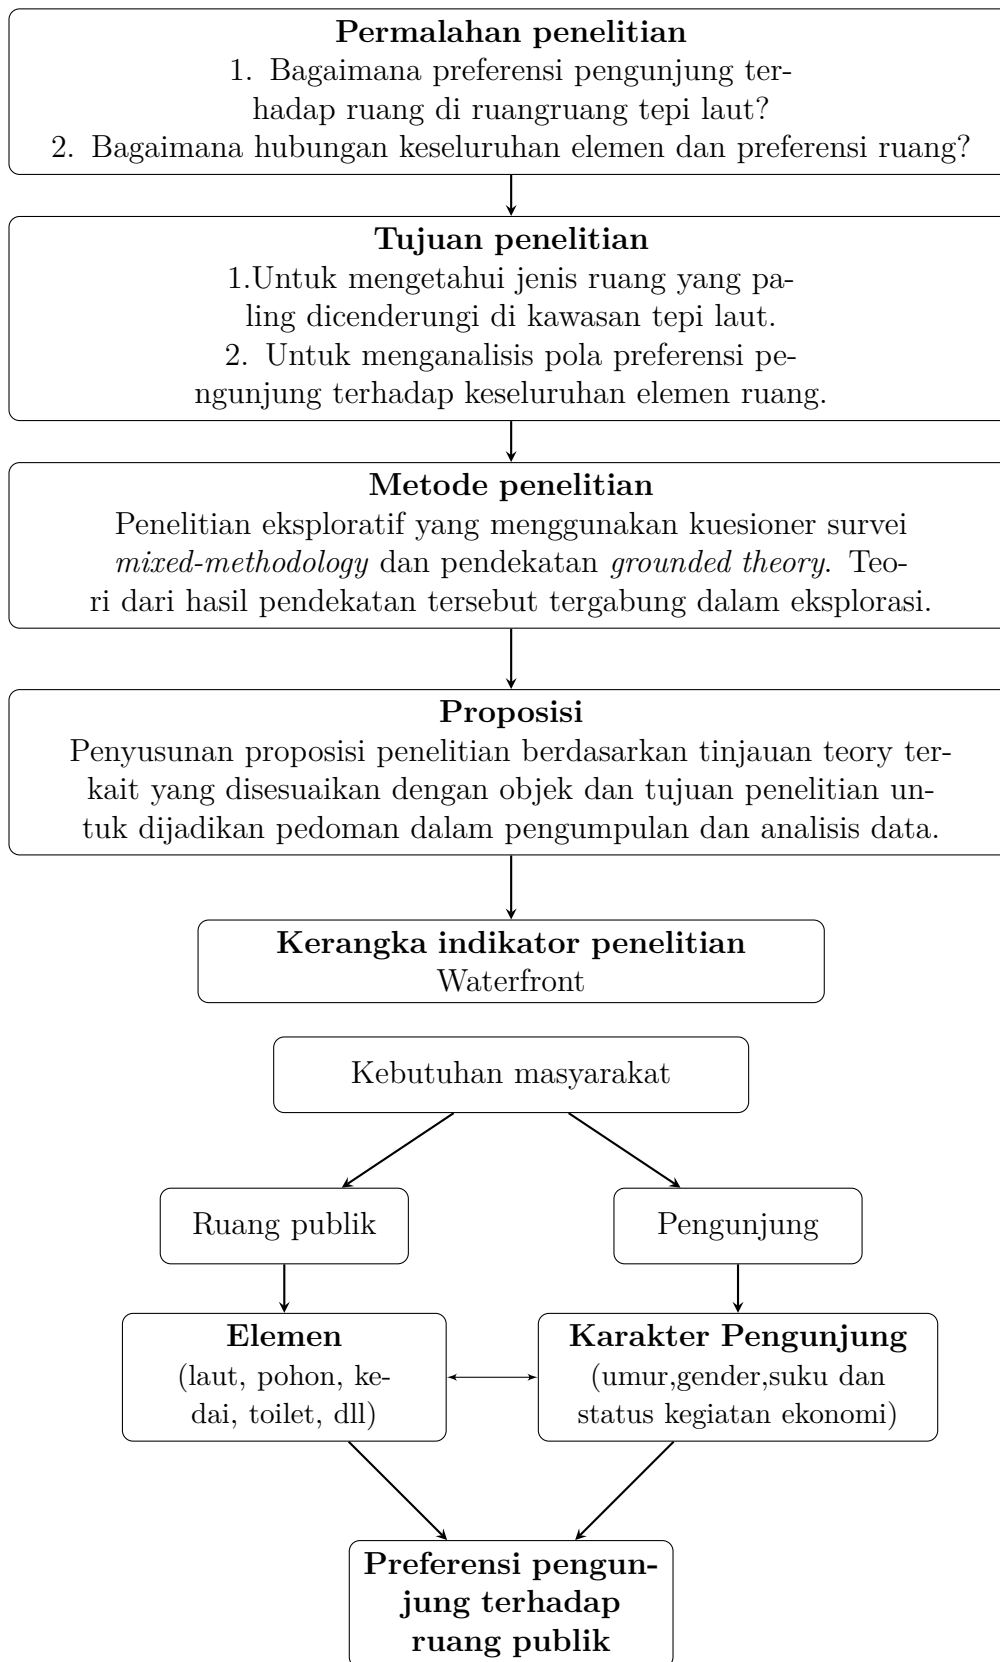 Permalahan penelitian
1. Bagaimana preferensi pengunjung ter-
hadap ruang di ruangruang tepi laut?
2. Bagaimana hubungan keseluruhan elemen dan preferensi ruang?
Tujuan penelitian
1.Untuk mengetahui jenis ruang yang pa-
ling dicenderungi di kawasan tepi laut.
2. Untuk menganalisis pola preferensi pe-
ngunjung terhadap keseluruhan elemen ruang.
Metode penelitian
Penelitian eksploratif yang menggunakan kuesioner survei
mixed-methodology dan pendekatan grounded theory. Teo-
ri dari hasil pendekatan tersebut tergabung dalam eksplorasi.
Proposisi
Penyusunan proposisi penelitian berdasarkan tinjauan teory ter-
kait yang disesuaikan dengan objek dan tujuan penelitian un-
tuk dijadikan pedoman dalam pengumpulan dan analisis data.
Kerangka indikator penelitian
Waterfront
Kebutuhan masyarakat
Ruang publik
Pengunjung
Elemen
(laut, pohon, ke-
dai, toilet, dll)
Karakter Pengunjung
(umur,gender,suku dan
status kegiatan ekonomi)
Preferensi pengun-
jung terhadap
ruang publik